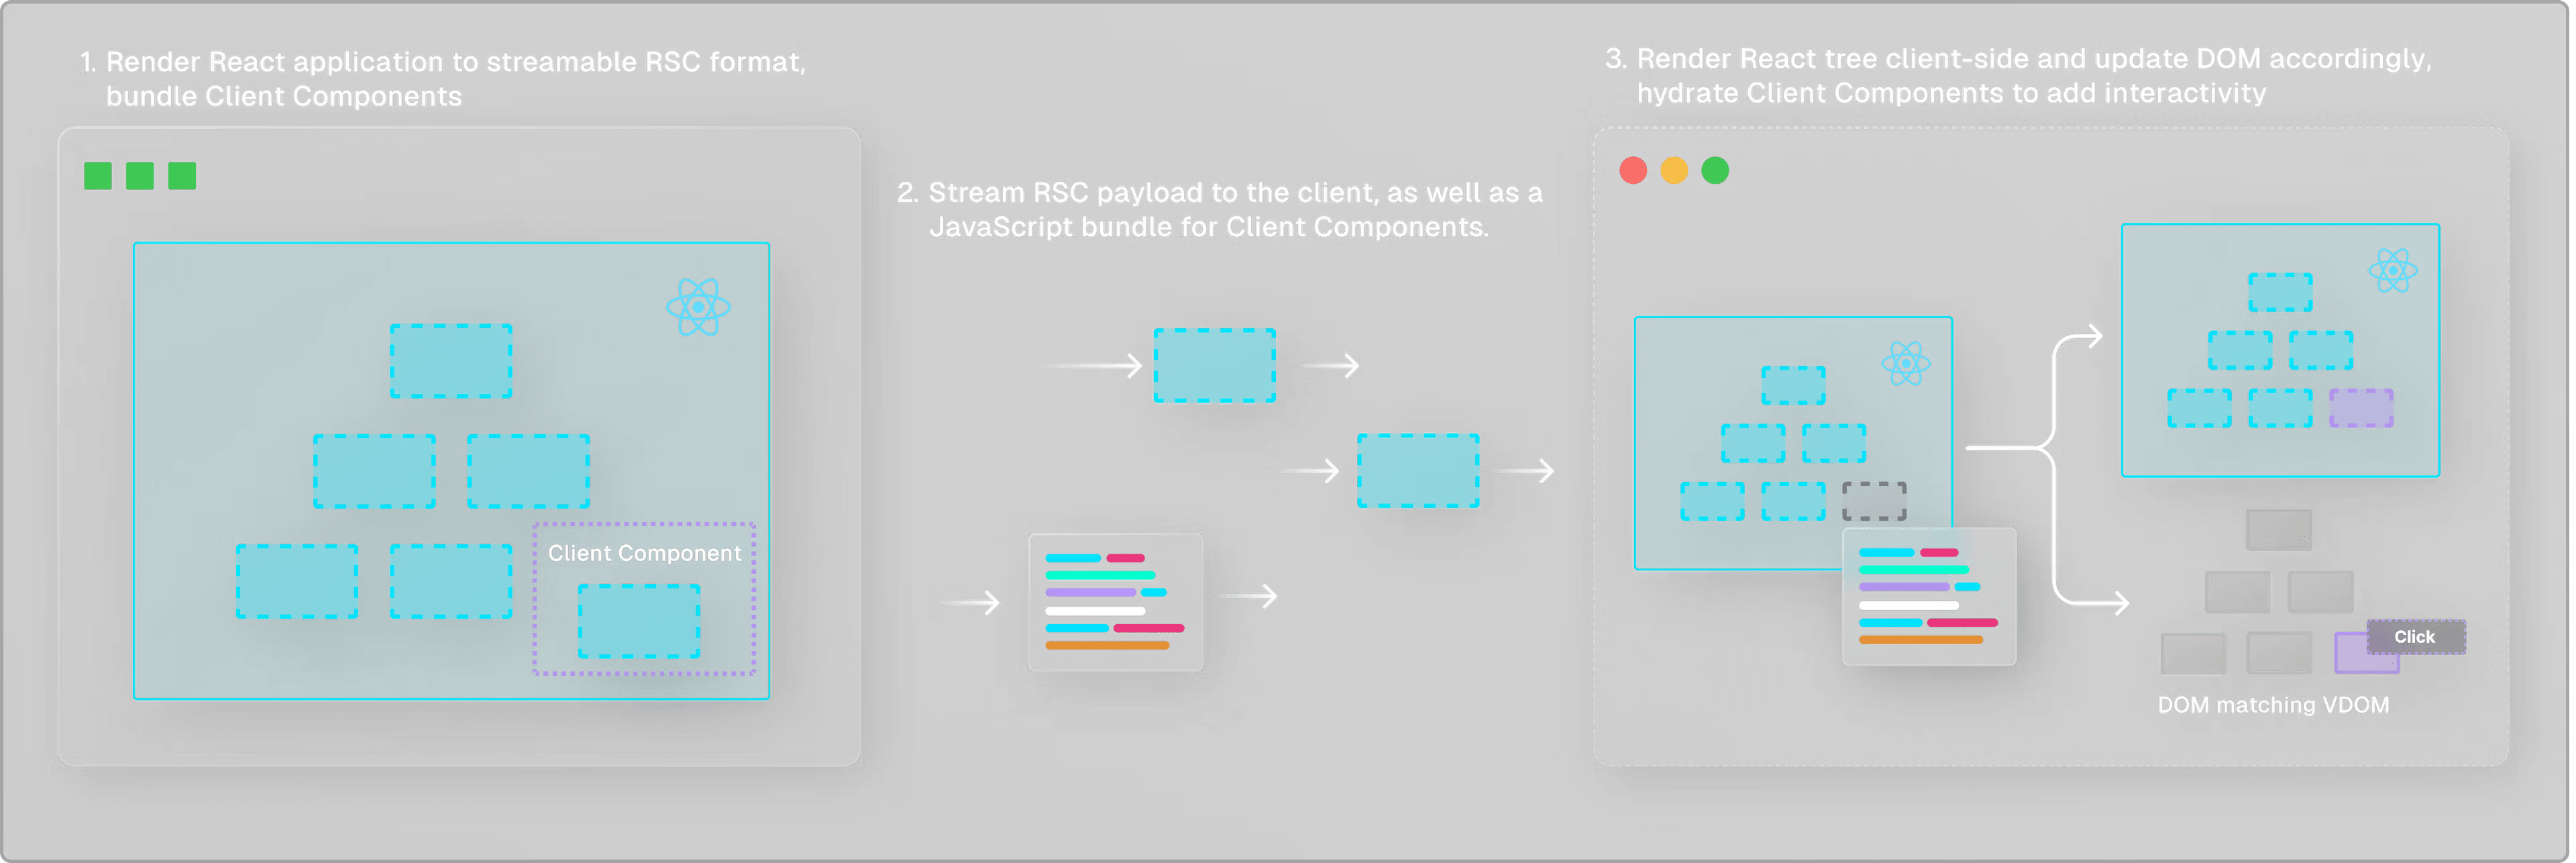 1. Render React application to streamable RSC format,
bundle Client Components
Client Component
2. Stream RSC payload to the client, as well as a
JavaScript bundle for Client Components.
3. Render React tree client-side and update DOM accordingly,
hydrate Client Components to add interactivity
Click
DOM matching VDOM